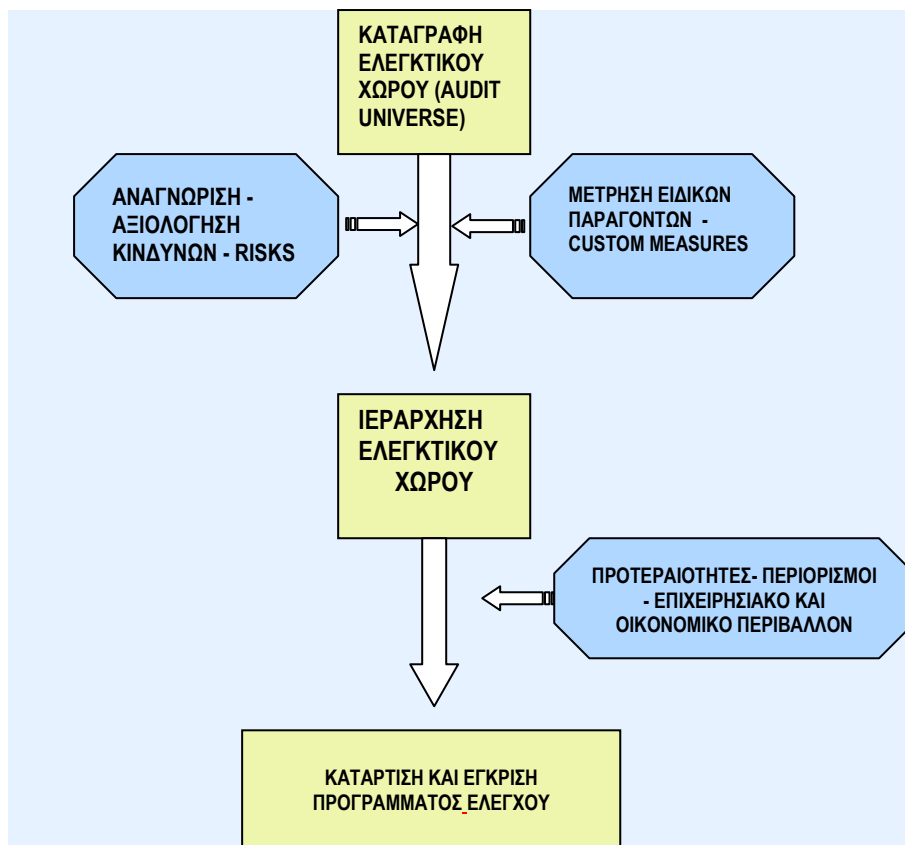 ΚΑΤΑΓΡΑΦΗ
ΕΛΕΓΚΤΙΚΟΥ
ΧΩΡΟΥ (AUDIT
UNIVERSE)
ΑΝΑΓΝΩΡΙΣΗ -
ΑΞΙΟΛΟΓΗΣΗ
ΚΙΝΔΥΝΩΝ - RISKS
ΜΕΤΡΗΣΗ ΕΙΔΙΚΩΝ
ΠΑΡΑΓΟΝΤΩΝ -
CUSTOM MEASURES
ΙΕΡΑΡΧΗΣΗ
ΕΛΕΓΚΤΙΚΟΥ
ΧΩΡΟΥ
ΠΡΟΤΕΡΑΙΟΤΗΤΕΣ- ΠΕΡΙΟΡΙΣΜΟΙ
- ΕΠΙΧΕΙΡΗΣΙΑΚΟ ΚΑΙ
ΟΙΚΟΝΟΜΙΚΟ ΠΕΡΙΒΑΛΛΟΝ
ΚΑΤΑΡΤΙΣΗ ΚΑΙ ΕΓΚΡΙΣΗ
ΠΡΟΓΡΑΜΜΑΤΟΣ ΕΛΕΓΧΟΥ